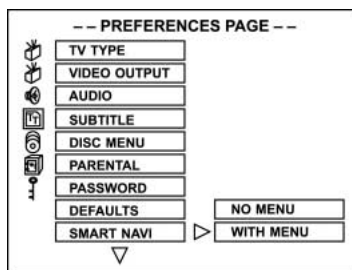 -- PREFERENCES PAGE --
TV TYPE
VIDEO OUTPUT
AUDIO
SUBTITLE
DISC MENU
PARENTAL
PASSWORD
DEFAULTS NO MENU
SMART NAVI WITH MENU